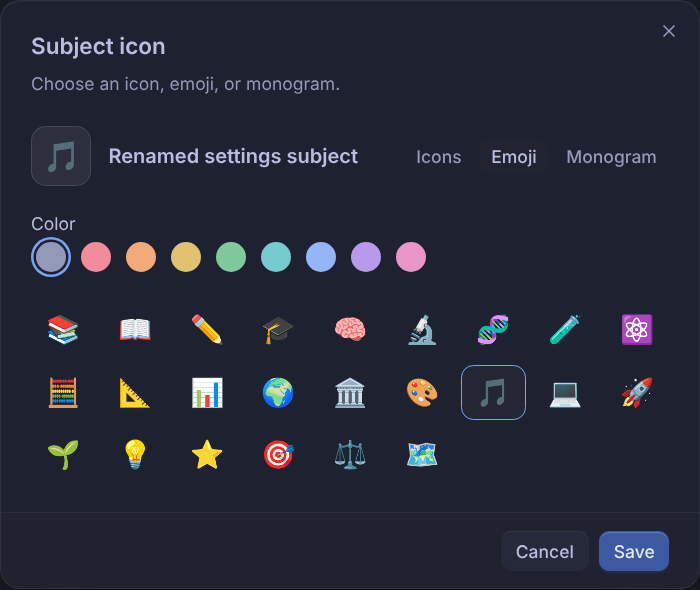 Subject icon
Choose an icon, emoji, or monogram.
Renamed settings subject
Icons
Emoji
Monogram
Color
Cancel
Save